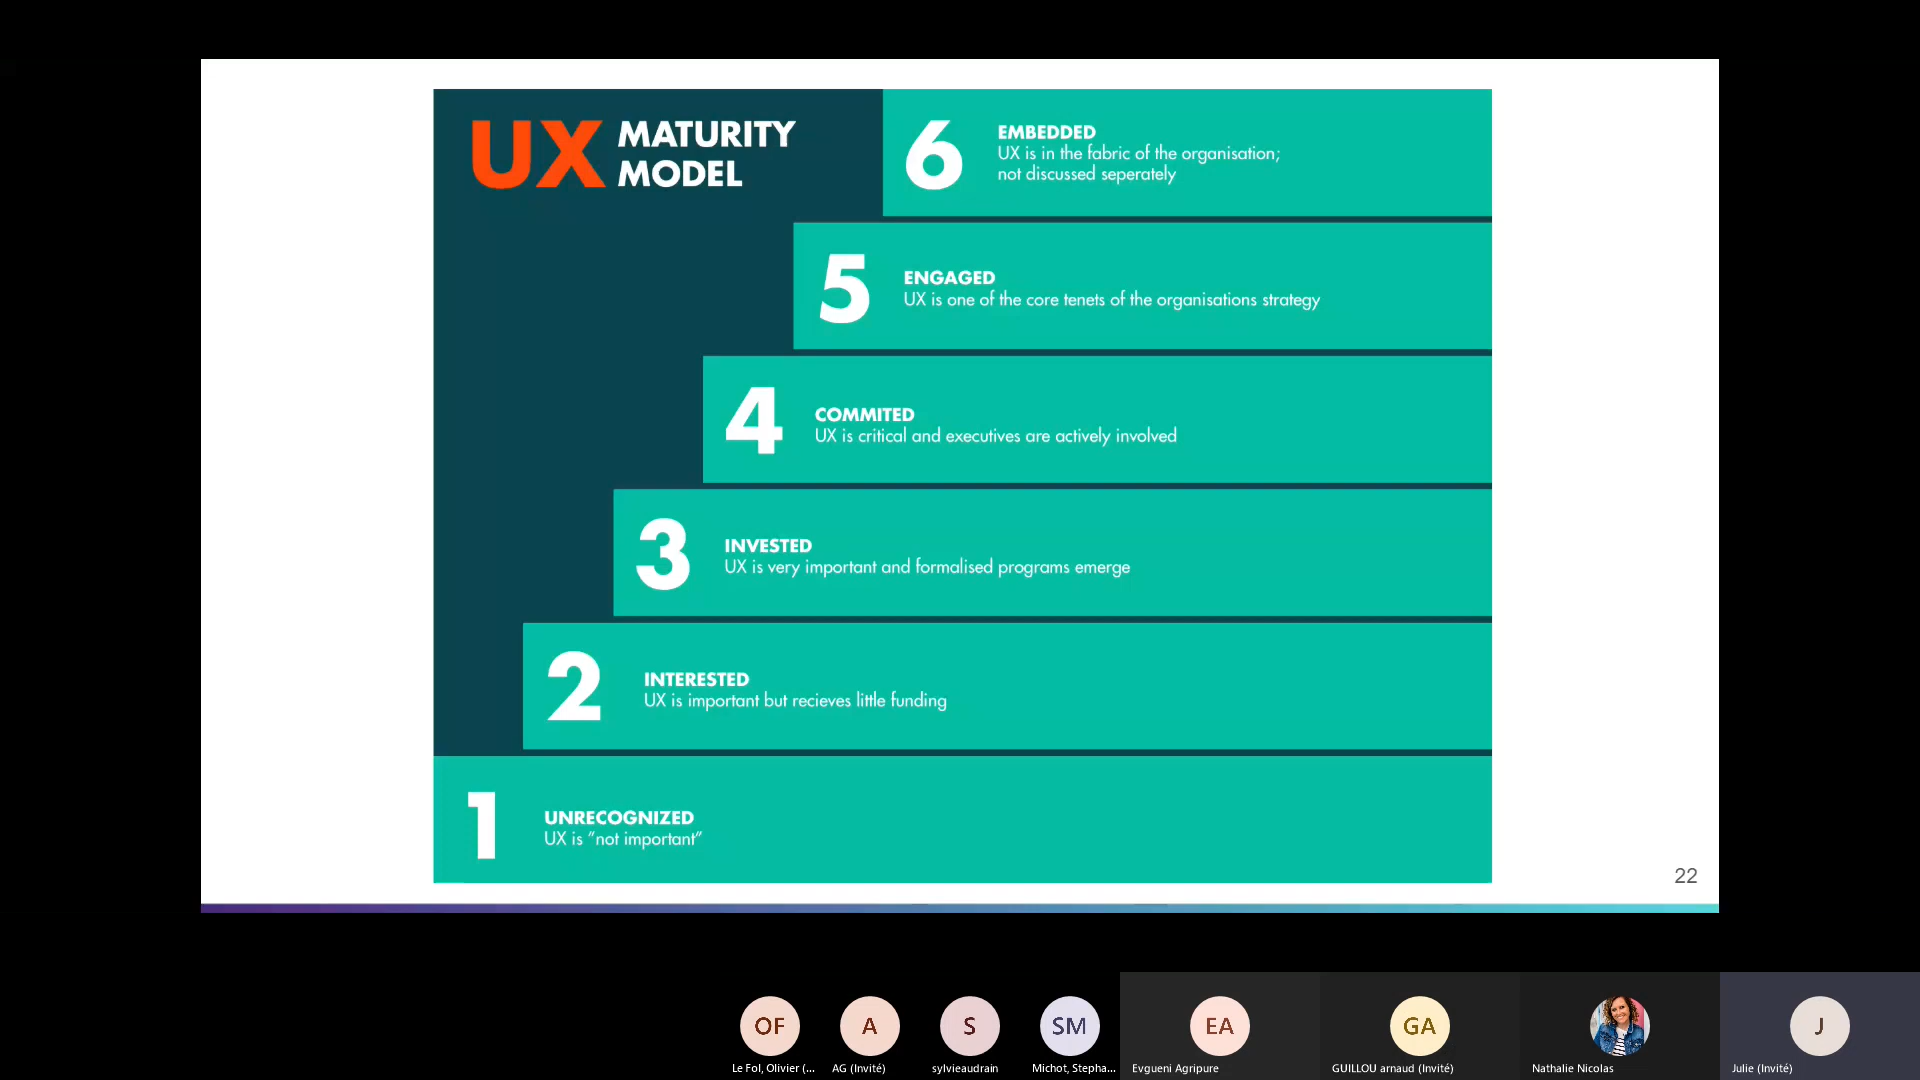 UX MATURITY
MODEL
6
EMBEDDED
UX is in the fabric of the organisation;
not discussed seperately
5
ENGAGED
UX is one of the core tenets of the organisations strategy
4
COMMITED
UX is critical and executives are actively involved
3
INVESTED
UX is very important and formalised programs emerge
2
INTERESTED
UX is important but recieves little funding
1
UNRECOGNIZED
UX is "not important"
22
OF
A
S
SM
EA
GA
J
Le Fol, Olivier (...
AG (Invité)
sylvieaudrain
Michot, Stepha...
Evgueni Agripure
GUILLOU arnaud (Invité)
Nathalie Nicolas
Julie (Invité)